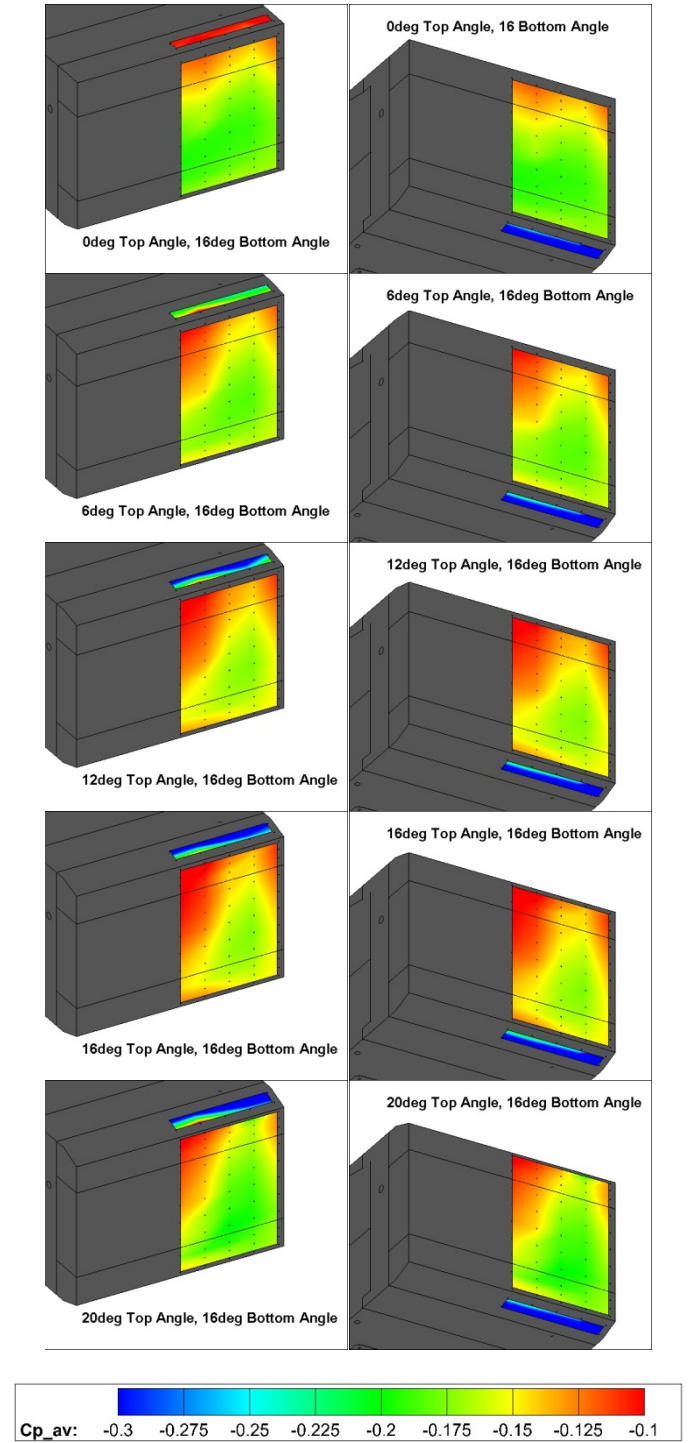 0deg Top Angle, 16deg Bottom Angle
0deg Top Angle, 16 Bottom Angle
6deg Top Angle, 16deg Bottom Angle
6deg Top Angle, 16deg Bottom Angle
12deg Top Angle, 16deg Bottom Angle
12deg Top Angle, 16deg Bottom Angle
16deg Top Angle, 16deg Bottom Angle
16deg Top Angle, 16deg Bottom Angle
20deg Top Angle, 16deg Bottom Angle
20deg Top Angle, 16deg Bottom Angle
Cp_av: -0.3 -0.275 -0.25 -0.225 -0.2 -0.175 -0.15 -0.125 -0.1